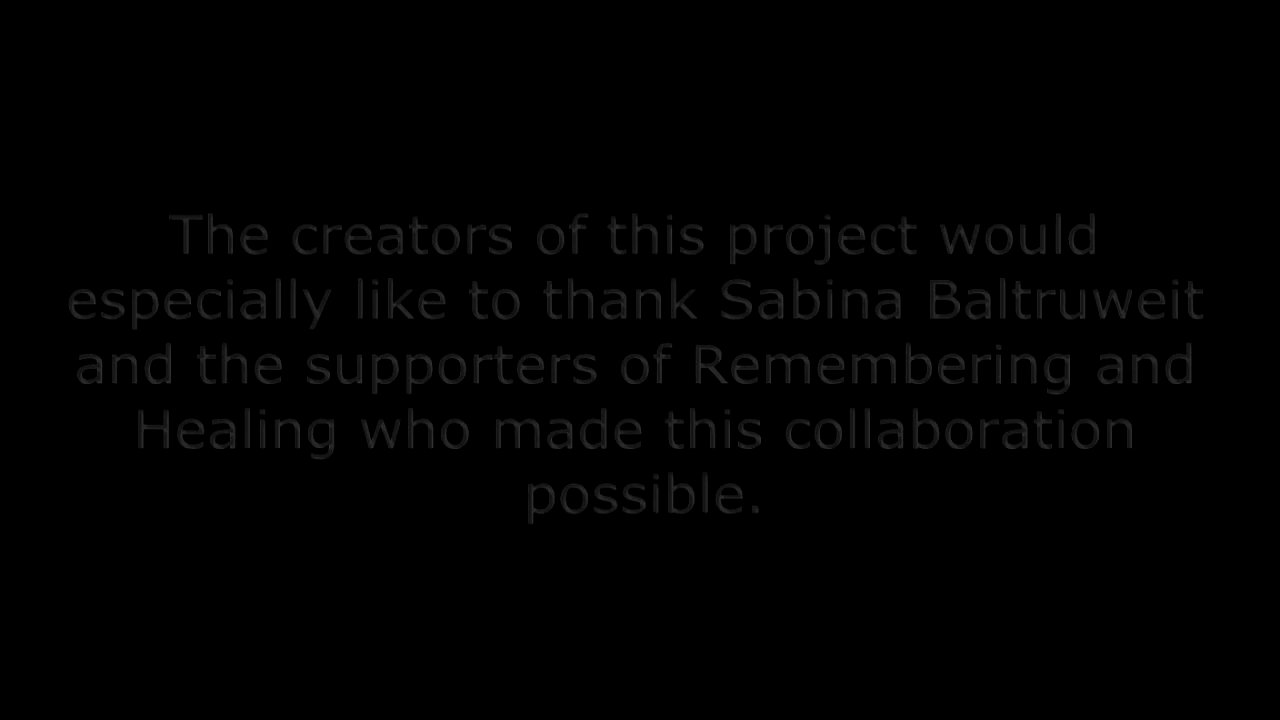 The creators of this project would
especially like to thank Sabina Baltruweit
and the supporters of Remembering and
Healing who made this collaboration
possible.